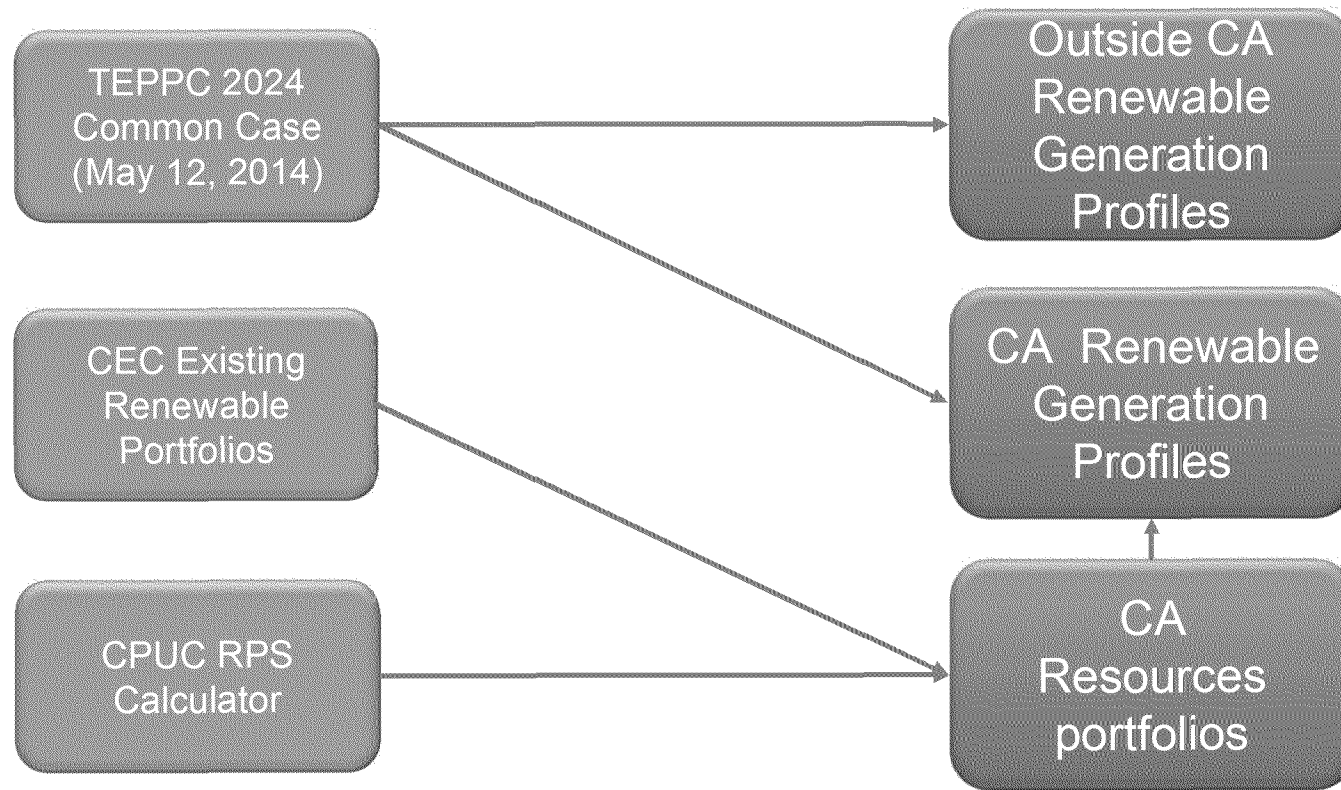 TEPPC 2024
Common Case
(May 12, 2014)
CEC Existing
Renewable
Portfolios
CPUC RPS
Calculator
Outside CA
Renewable
Generation
Profiles
CA Renewable
Generation
Profiles
CA
Resources
portfolios